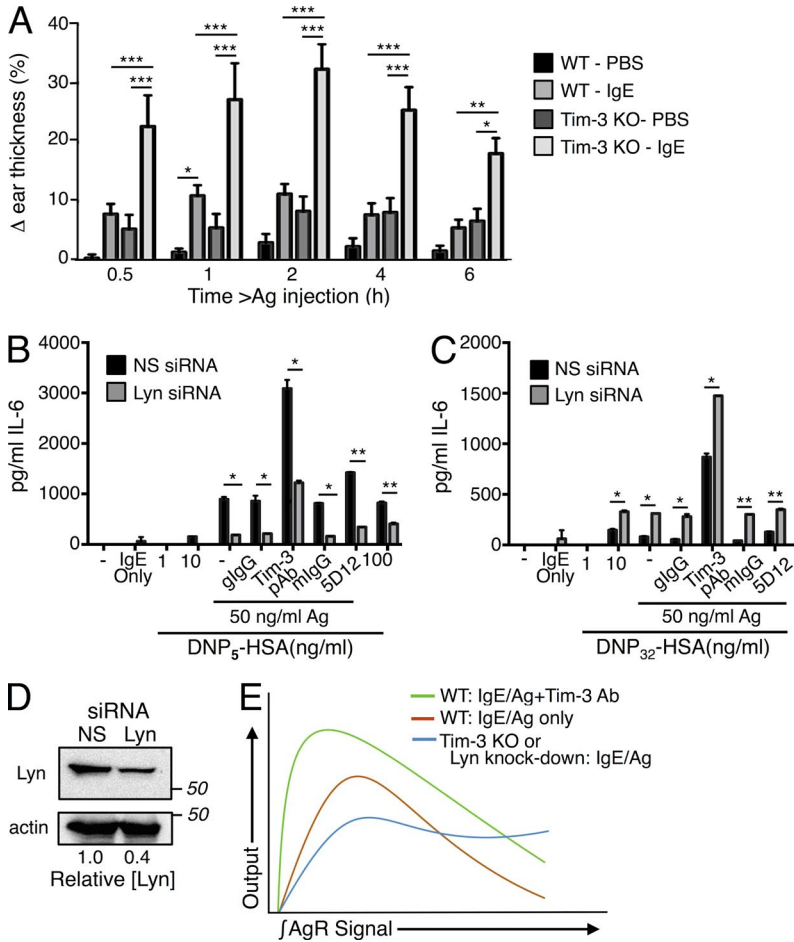 A
Δ ear thickness (%)
40
30
20
10
0
***
***
***
*
***
***
***
***
***
**
*
0.5 1 2 4 6
Time >Ag injection (h)
WT - PBS
WT - IgE
Tim-3 KO- PBS
Tim-3 KO - IgE
B
pg/ml IL-6
4000
3000
2000
1000
0
NS siRNA
Lyn siRNA
* * * * ** **
- IgE Only 1 10 - gIgG Tim-3 pAb mIgG 5D12 100
50 ng/ml Ag
DNP5-HSA(ng/ml)
C
pg/ml IL-6
2000
1500
1000
500
0
NS siRNA
Lyn siRNA
* * * * ** **
- IgE Only 1 10 - gIgG Tim-3 pAb mIgG 5D12
50 ng/ml Ag
DNP32-HSA(ng/ml)
D
siRNA
NS Lyn
Lyn
50
50
actin
1.0 0.4
Relative [Lyn]
E
WT: IgE/Ag+Tim-3 Ab
WT: IgE/Ag only
Tim-3 KO or
Lyn knock-down: IgE/Ag
Output
∫AgR Signal